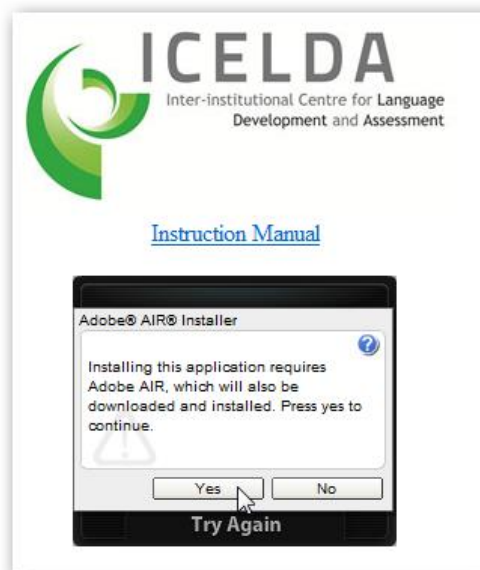 ICELDA
Inter-institutional Centre for Language
Development and Assessment
Instruction Manual
Adobe® AIR® Installer
Installing this application requires
Adobe AIR, which will also be
downloaded and installed. Press yes to
continue.
Yes No
Try Again